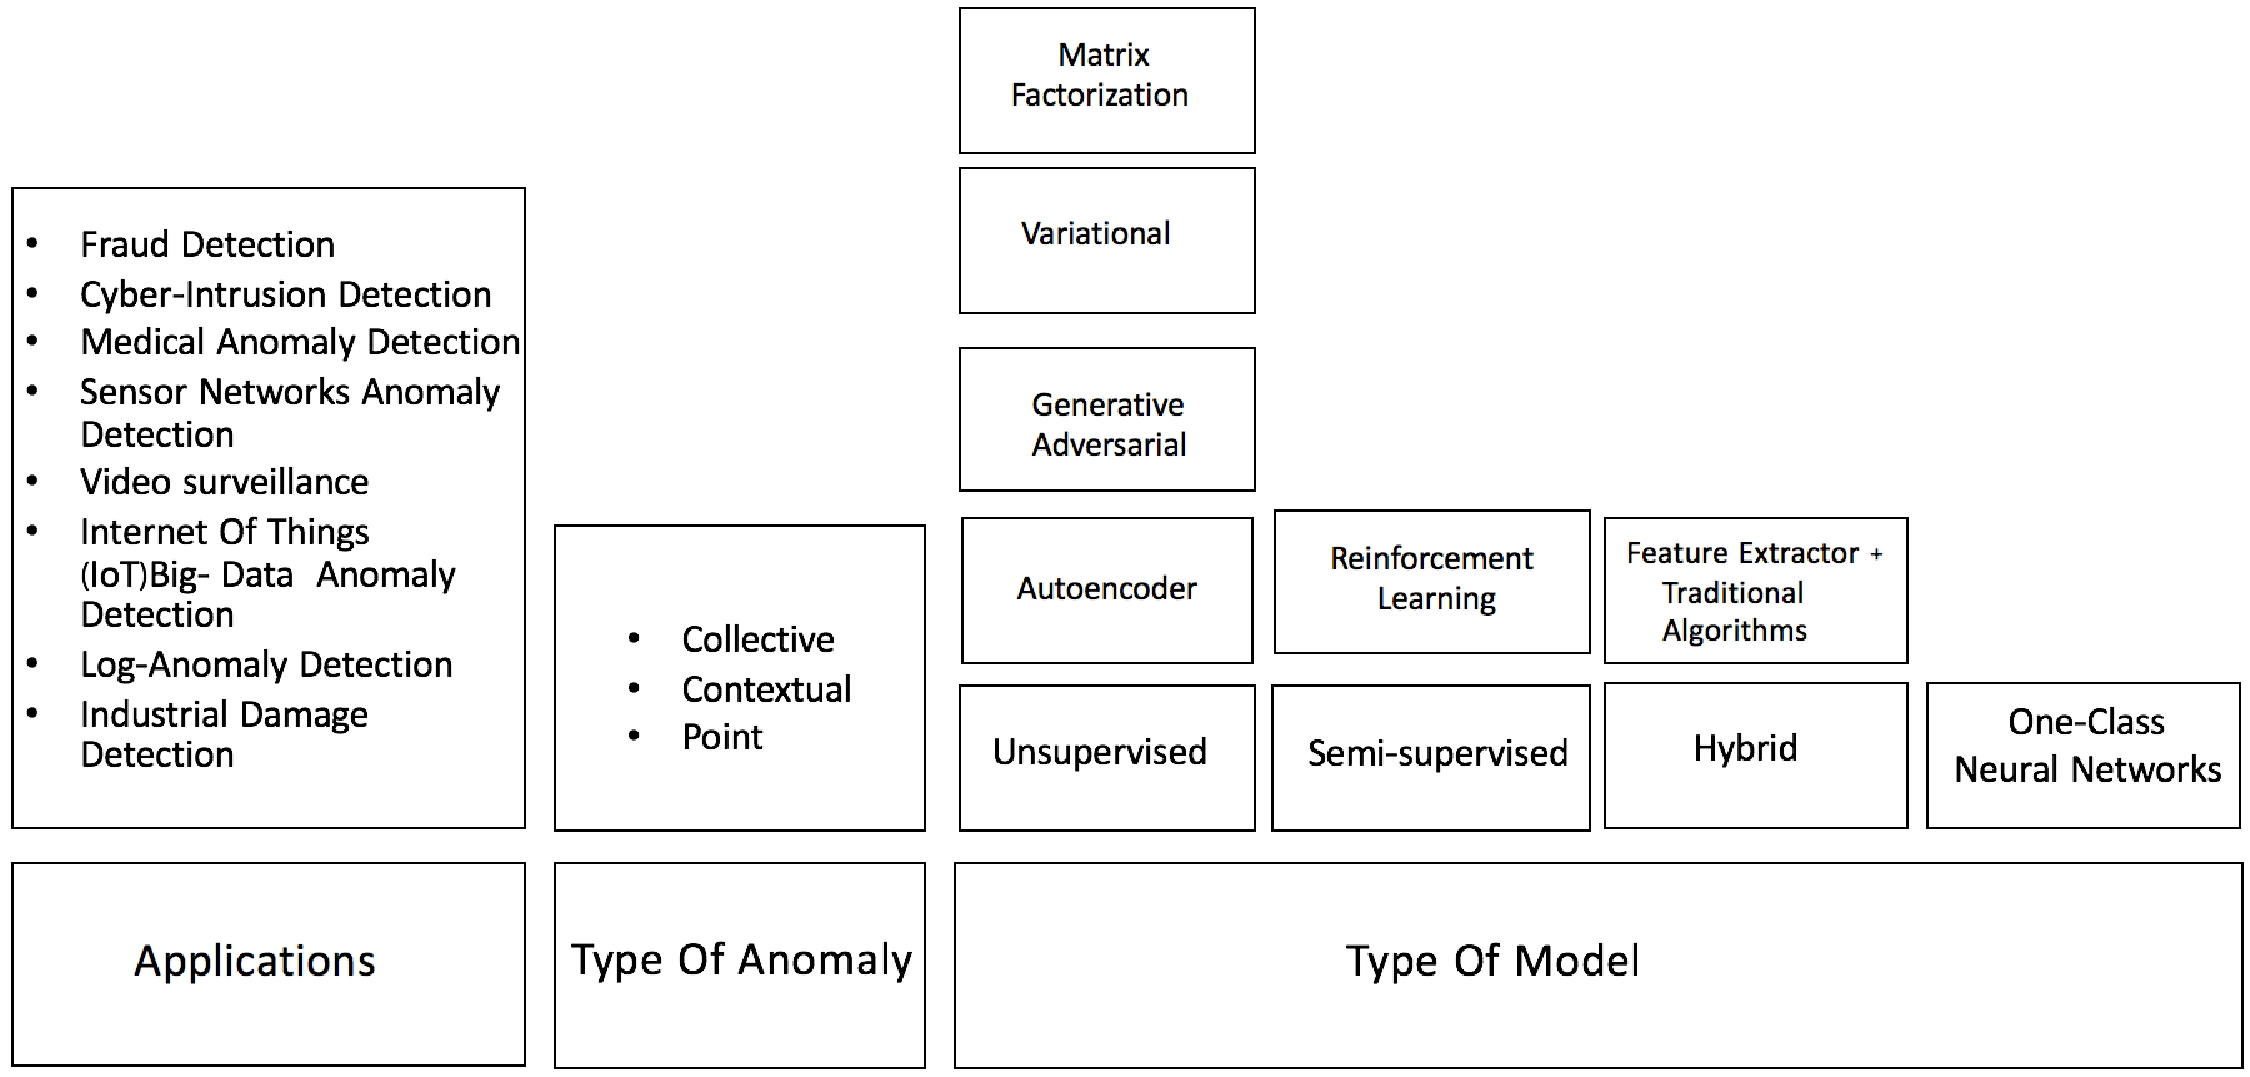 Matrix
Factorization
Variational
Generative
Adversarial
• Fraud Detection
• Cyber-Intrusion Detection
• Medical Anomaly Detection
• Sensor Networks Anomaly
Detection
• Video surveillance
• Internet Of Things
(IoT)Big- Data  Anomaly
Detection
• Log-Anomaly Detection
• Industrial Damage
Detection
• Collective
• Contextual
• Point
Autoencoder
Reinforcement
Learning
Feature Extractor +
Traditional
Algorithms
Unsupervised
Semi-supervised
Hybrid
One-Class
Neural Networks
Applications
Type Of Anomaly
Type Of Model